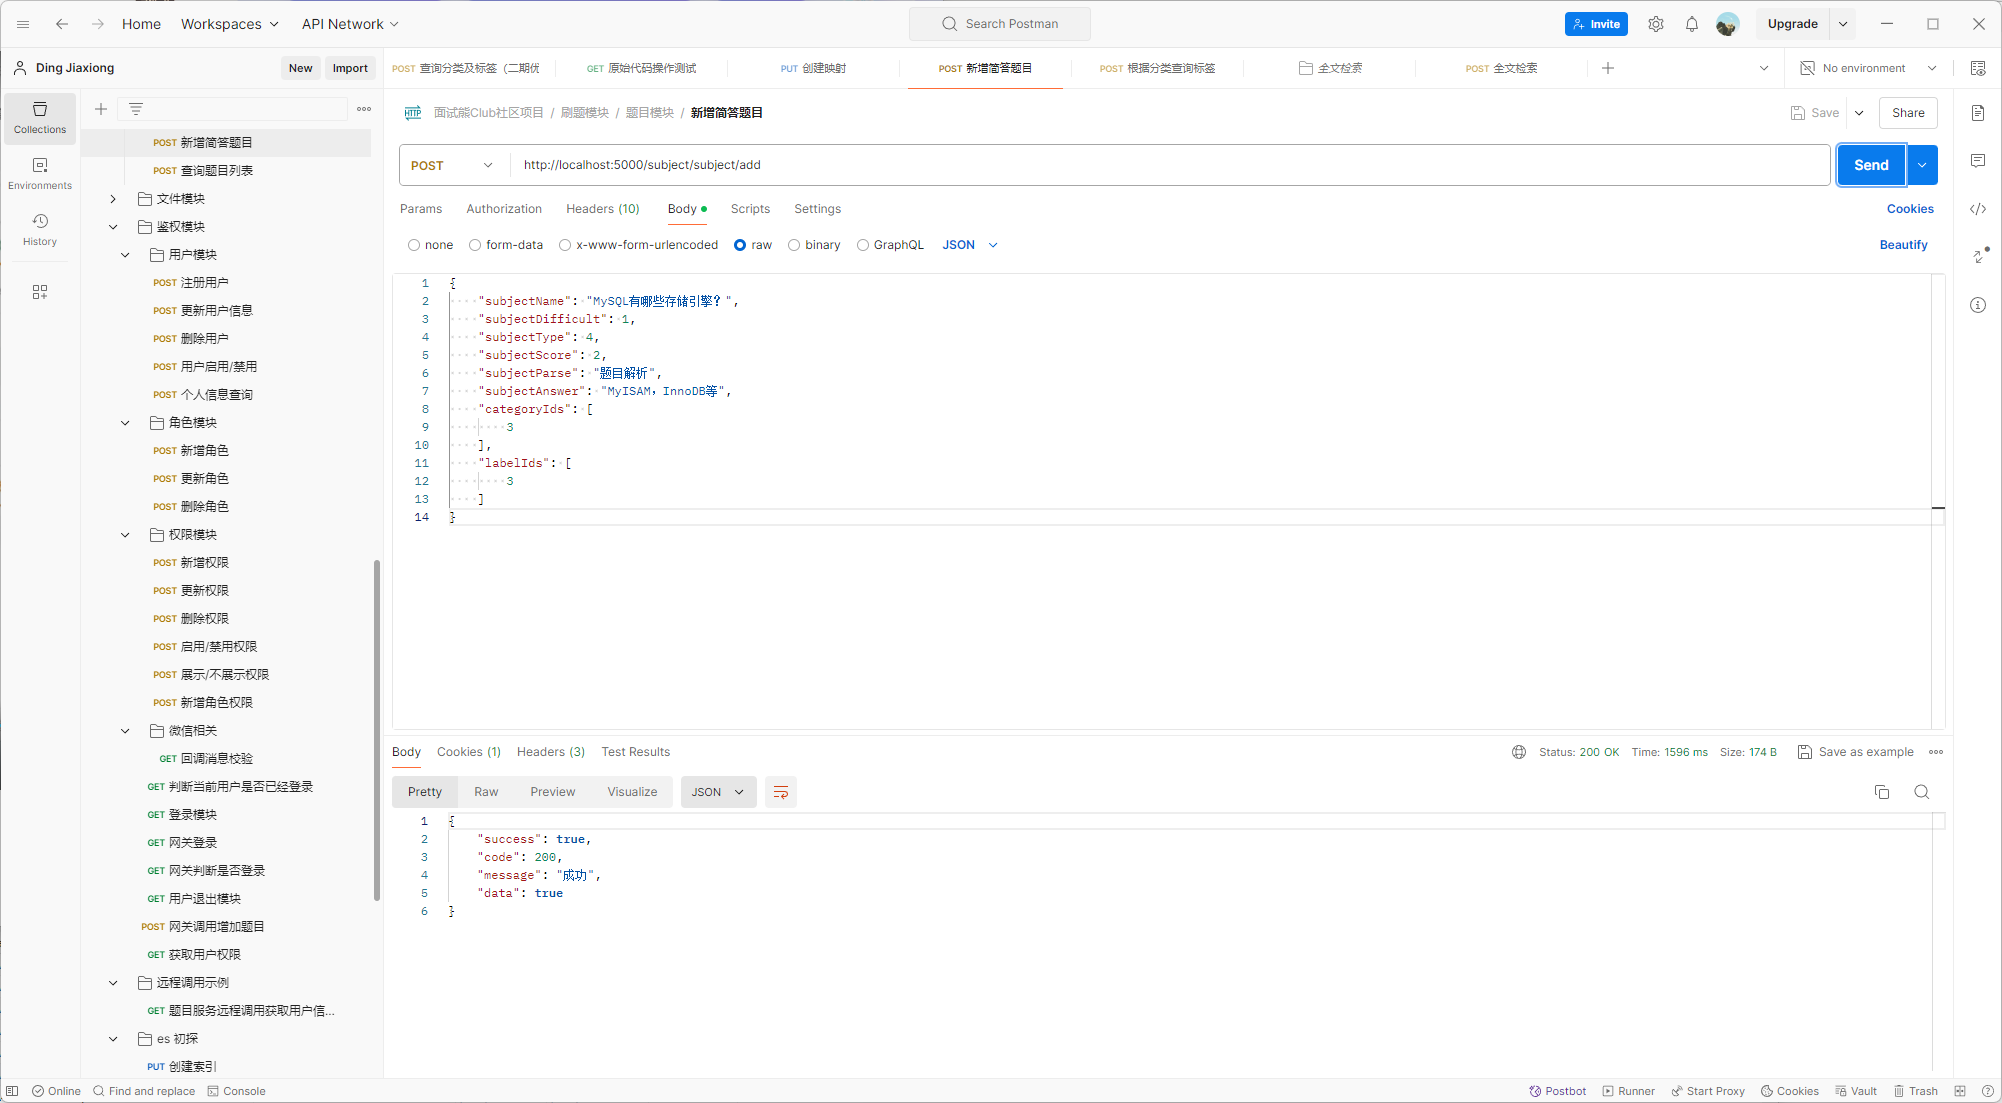 Home Workspaces API Network Search Postman Invite Upgrade
Ding Jiaxiong New Import
POST 查询分类及标签（二期优 GET 原始代码操作测试 PUT 创建映射 POST 新增简答题目 POST 根据分类查询标签 全文检索 POST 全文检索 No environment
Collections
Environments
History
POST 新增简答题目
POST 查询题目列表
文件模块
鉴权模块
用户模块
POST 注册用户
POST 更新用户信息
POST 删除用户
POST 用户启用/禁用
POST 个人信息查询
角色模块
POST 新增角色
POST 更新角色
POST 删除角色
权限模块
POST 新增权限
POST 更新权限
POST 删除权限
POST 启用/禁用权限
POST 展示/不展示权限
POST 新增角色权限
微信相关
GET 回调消息校验
GET 判断当前用户是否已经登录
GET 登录模块
GET 网关登录
GET 网关判断是否登录
GET 用户退出模块
POST 网关调用增加题目
GET 获取用户权限
远程调用示例
GET 题目服务远程调用获取用户信...
es 初探
PUT 创建索引
HTTP 面试熊Club社区项目 / 刷题模块 / 题目模块 / 新增简答题目 Save Share
POST http://localhost:5000/subject/subject/add Send
Params Authorization Headers (10) Body Scripts Settings Cookies
none form-data x-www-form-urlencoded raw binary GraphQL JSON Beautify
1 {
2 "subjectName": "MySQL有哪些存储引擎？",
3 "subjectDifficult": 1,
4 "subjectType": 4,
5 "subjectScore": 2,
6 "subjectParse": "题目解析",
7 "subjectAnswer": "MyISAM，InnoDB等",
8 "categoryIds": [
9 3
10 ],
11 "labelIds": [
12 3
13 ]
14 }
Body Cookies (1) Headers (3) Test Results Status: 200 OK Time: 1596 ms Size: 174 B Save as example
Pretty Raw Preview Visualize JSON
1 {
2 "success": true,
3 "code": 200,
4 "message": "成功",
5 "data": true
6 }
Online Find and replace Console Postbot Runner Start Proxy Cookies Vault Trash